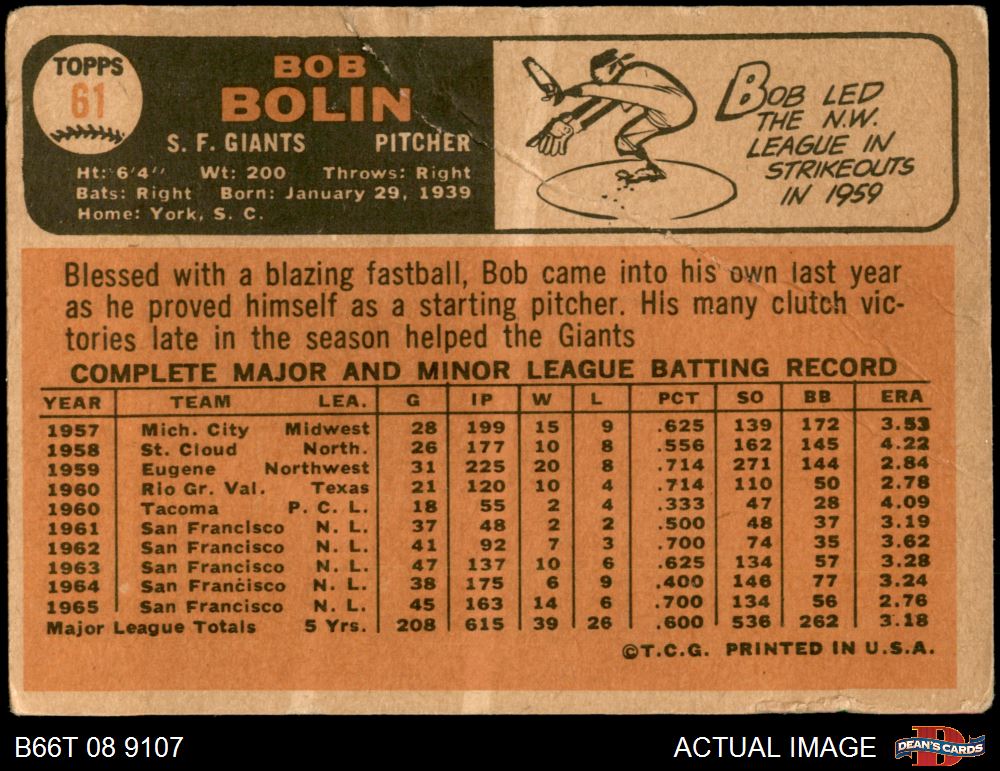 TOPPS
61
BOB
BOLIN
S. F. GIANTS PITCHER
Ht: 6'4" Wt: 200 Throws: Right
Bats: Right Born: January 29, 1939
Home: York, S. C.
BOB LED
THE N.W.
LEAGUE IN
STRIKEOUTS
IN 1959
Blessed with a blazing fastball, Bob came into his own last year
as he proved himself as a starting pitcher. His many clutch vic-
tories late in the season helped the Giants
COMPLETE MAJOR AND MINOR LEAGUE BATTING RECORD
YEAR TEAM LEA. G IP W L PCT SO BB ERA
1957 Mich. City Midwest 28 199 15 9 .625 139 172 3.53
1958 St. Cloud North. 26 177 10 8 .556 162 145 4.22
1959 Eugene Northwest 31 225 20 8 .714 271 144 2.84
1960 Rio Gr. Val. Texas 21 120 10 4 .714 110 50 2.78
1960 Tacoma P. C. L. 18 55 2 4 .333 47 28 4.09
1961 San Francisco N. L. 37 48 2 2 .500 48 37 3.19
1962 San Francisco N. L. 41 92 7 3 .700 74 35 3.62
1963 San Francisco N. L. 47 137 10 6 .625 134 57 3.28
1964 San Francisco N. L. 38 175 6 9 .400 146 77 3.24
1965 San Francisco N. L. 45 163 14 6 .700 134 56 2.76
Major League Totals 5 Yrs. 208 615 39 26 .600 536 262 3.18
©T.C.G. PRINTED IN U.S.A.
B66T 08 9107 ACTUAL IMAGE DEAN'S CARDS